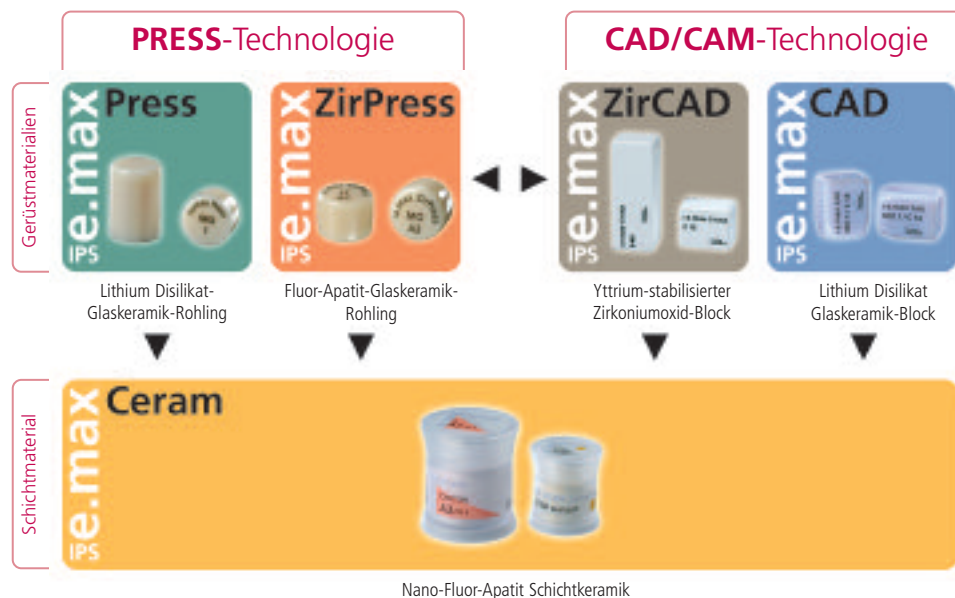 PRESS-Technologie
CAD/CAM-Technologie
Gerüstmaterialien
IPS e.max Press
IPS e.max ZirPress
IPS e.max ZirCAD
IPS e.max CAD
Lithium Disilikat-
Glaskeramik-Rohling
Fluor-Apatit-Glaskeramik-
Rohling
Yttrium-stabilisierter
Zirkoniumoxid-Block
Lithium Disilikat
Glaskeramik-Block
Schichtmaterial
IPS e.max Ceram
Nano-Fluor-Apatit Schichtkeramik